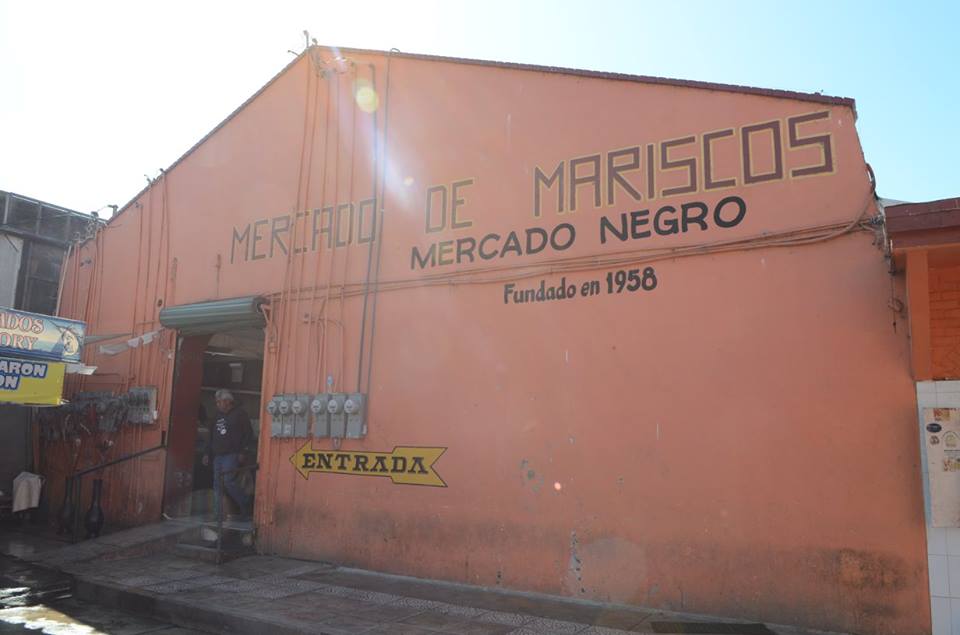 MERCADO DE MARISCOS
MERCADO NEGRO
Fundado en 1958
ENTRADA